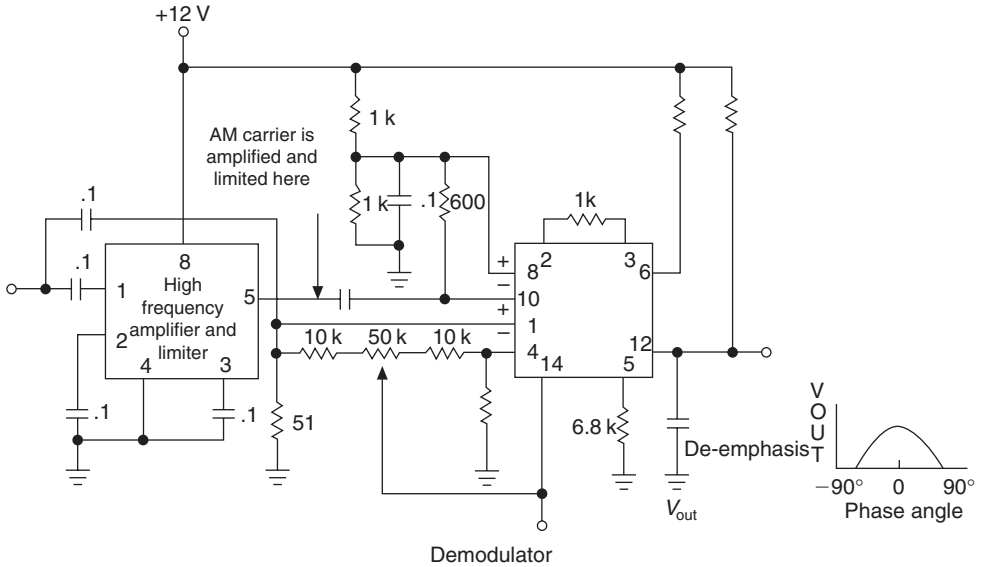 +12 V
1 k
AM carrier is
amplified and
limited here
.1
1 k
.1
600
1k
.1
8
High
frequency
amplifier and
limiter
1
2
4
3
5
.1
.1
10 k
50 k
10 k
51
+
8
−
10
+
1
−
4
14
2
3
6
12
5
6.8 k
De-emphasis
Vout
VOUT
−90°
0
90°
Phase angle
Demodulator